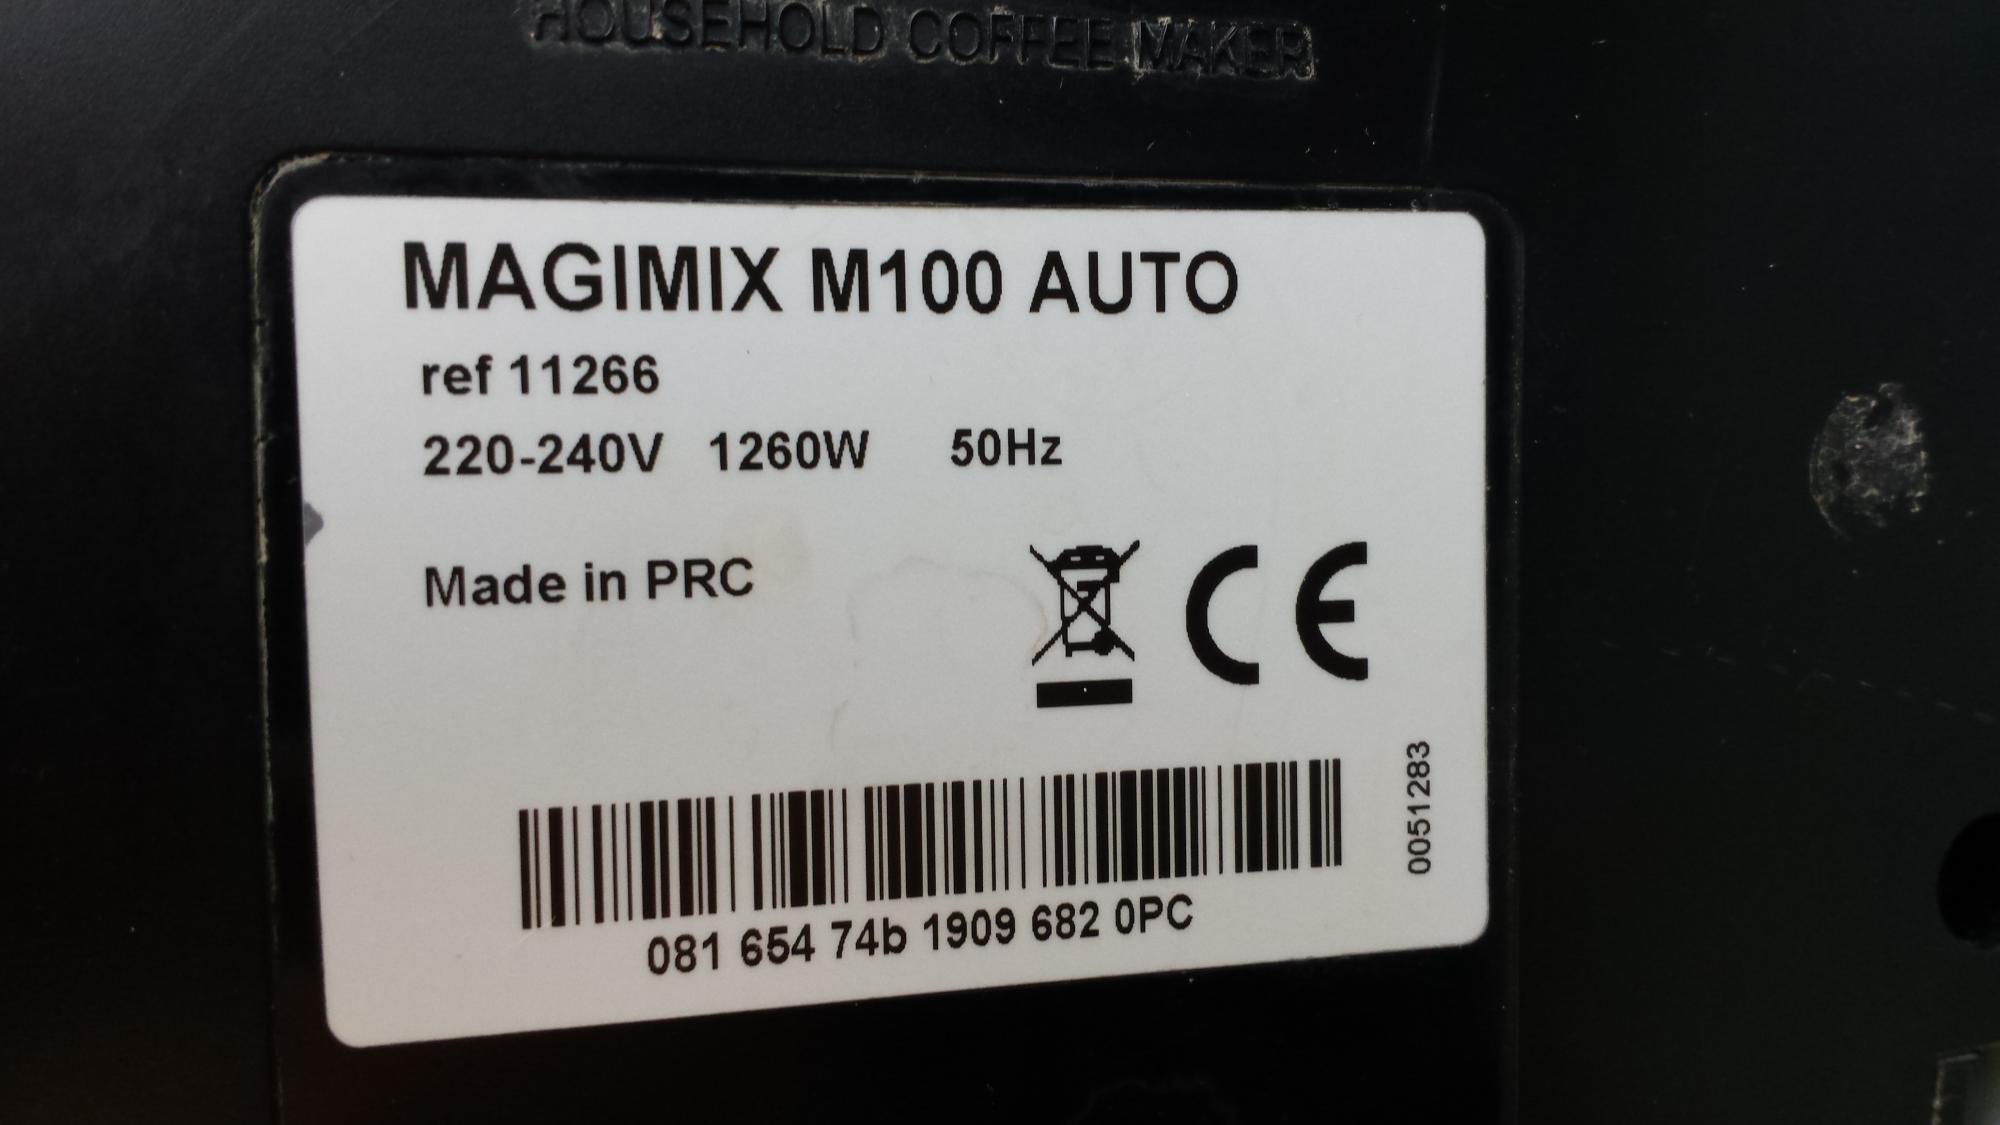 HOUSEHOLD COFFEE MAKER
MAGIMIX M100 AUTO
ref 11266
220-240V 1260W 50Hz
Made in PRC
CE
0051283
081 654 74b 1909 682 0PC